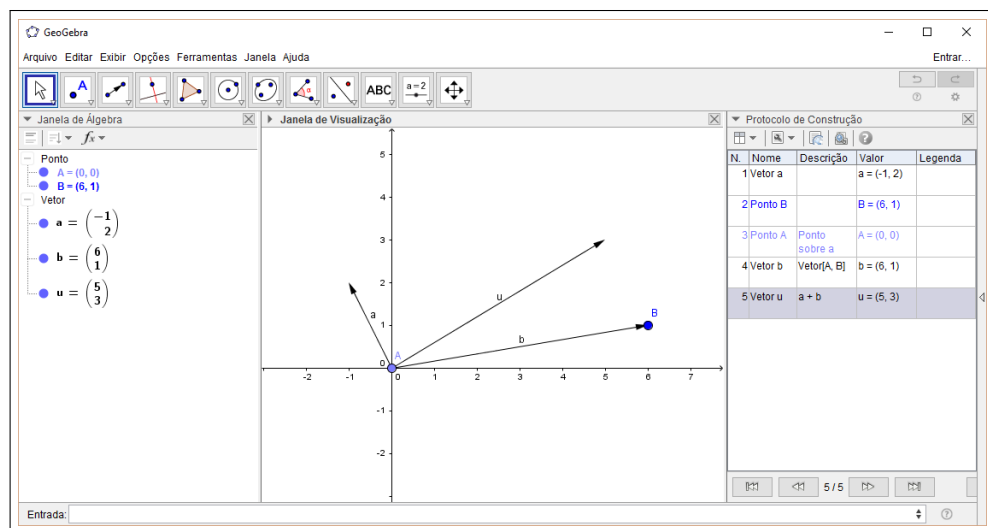 GeoGebra
Arquivo Editar Exibir Opções Ferramentas Janela Ajuda
Entrar...
A
ABC
a=2
α
Janela de Álgebra
fx
Ponto
A = (0, 0)
B = (6, 1)
Vetor
a = (−1 2)
b = (6 1)
u = (5 3)
Janela de Visualização
5
4
3
2
1
0
-1
-2
-2 -1 0 1 2 3 4 5 6 7
a
u
b
A
B
Protocolo de Construção
N. Nome Descrição Valor Legenda
1 Vetor a a = (-1, 2)
2 Ponto B B = (6, 1)
3 Ponto A Ponto sobre a A = (0, 0)
4 Vetor b Vetor[A, B] b = (6, 1)
5 Vetor u a + b u = (5, 3)
5 / 5
Entrada: